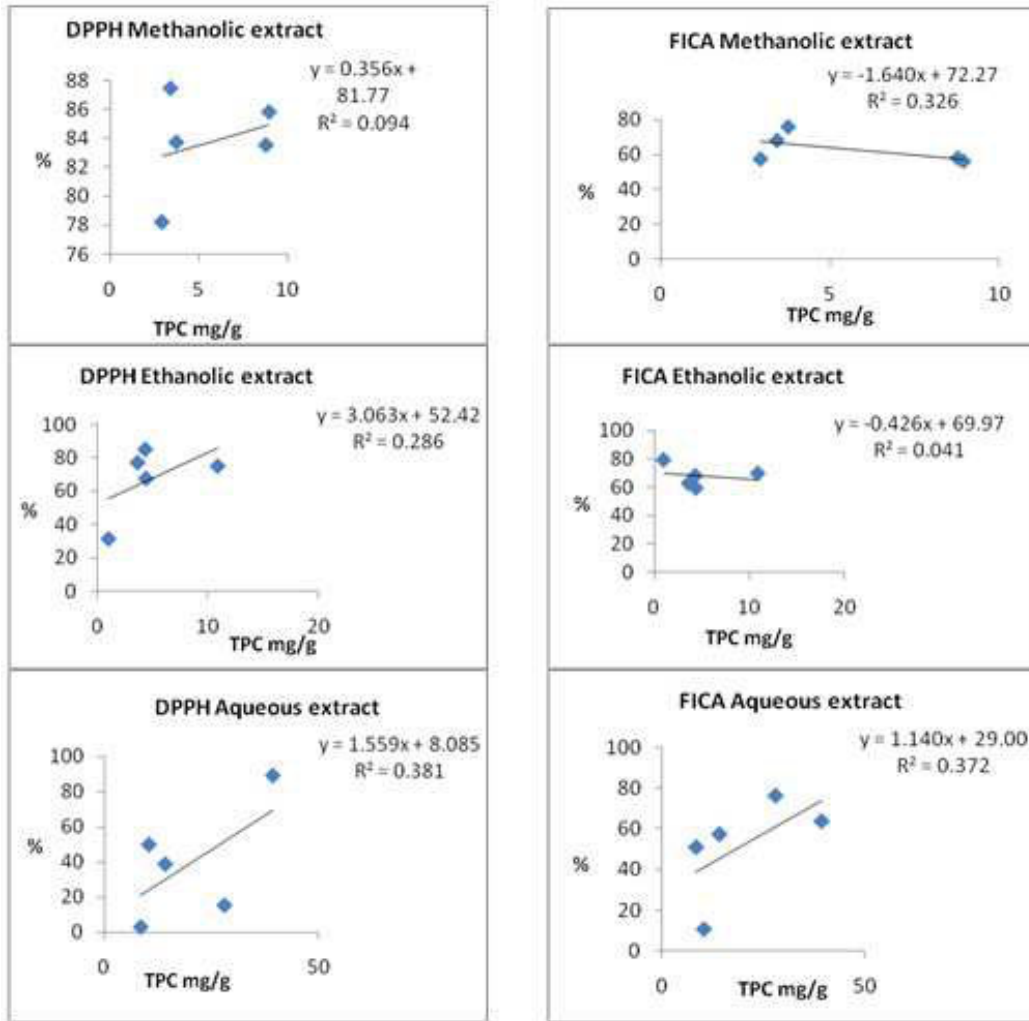 DPPH Methanolic extract
y = 0.356x +
81.77
R² = 0.094
88
86
84
82
80
78
76
%
0 5 10
TPC mg/g
FICA Methanolic extract
y = -1.640x + 72.27
R² = 0.326
80
60
40
20
0
%
0 5 10
TPC mg/g
DPPH Ethanolic extract
y = 3.063x + 52.42
R² = 0.286
100
80
60
40
20
0
%
0 10 20
TPC mg/g
FICA Ethanolic extract
y = -0.426x + 69.97
R² = 0.041
100
80
60
40
20
0
%
0 10 20
TPC mg/g
DPPH Aqueous extract
y = 1.559x + 8.085
R² = 0.381
100
80
60
40
20
0
%
0 50
TPC mg/g
FICA Aqueous extract
y = 1.140x + 29.00
R² = 0.372
100
80
60
40
20
0
%
0 50
TPC mg/g